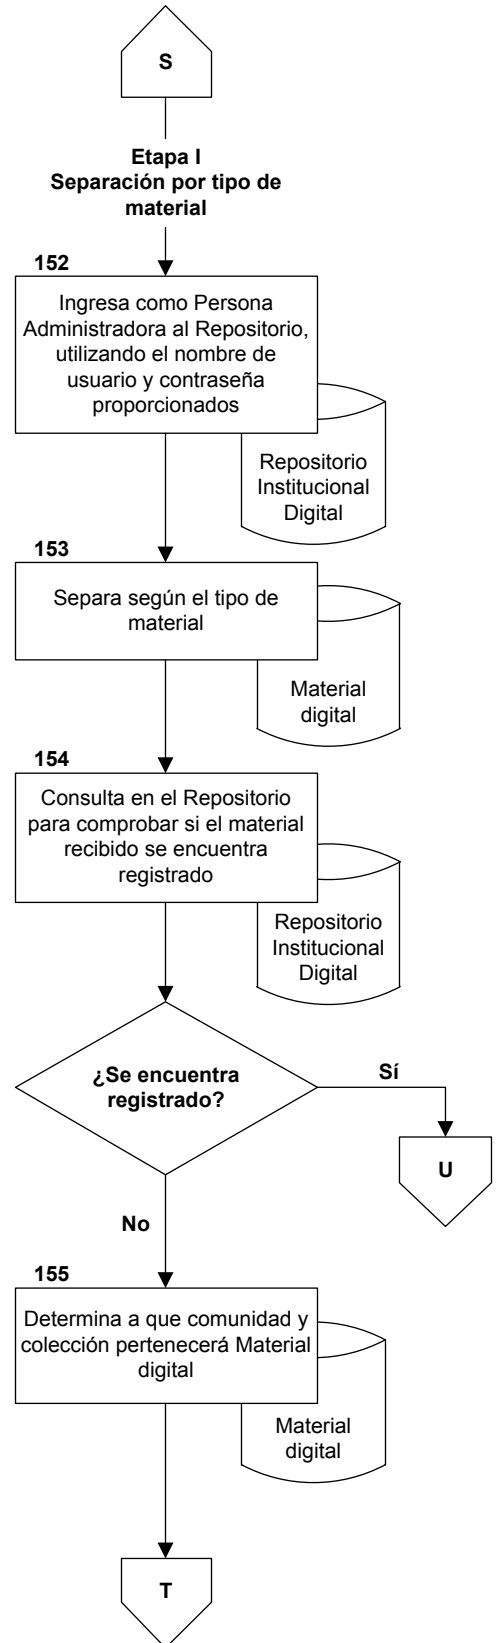 S
Etapa I
Separación por tipo de
material
152
Ingresa como Persona
Administradora al Repositorio,
utilizando el nombre de
usuario y contraseña
proporcionados
Repositorio
Institucional
Digital
153
Separa según el tipo de
material
Material
digital
154
Consulta en el Repositorio
para comprobar si el material
recibido se encuentra
registrado
Repositorio
Institucional
Digital
¿Se encuentra
registrado?
Sí
U
No
155
Determina a que comunidad y
colección pertenecerá Material
digital
Material
digital
T